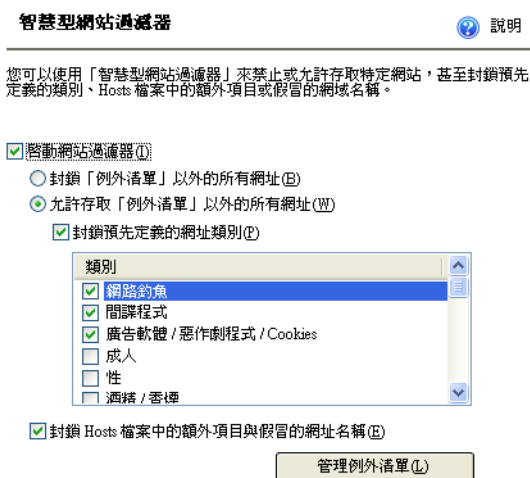 智慧型網站過濾器
說明
您可以使用「智慧型網站過濾器」來禁止或允許存取特定網站，甚至封鎖預先
定義的類別、Hosts 檔案中的額外項目或假冒的網域名稱。
啓動網站過濾器(I)
封鎖「例外清單」以外的所有網址(B)
允許存取「例外清單」以外的所有網址(W)
封鎖預先定義的網址類別(P)
類別
網路釣魚
間諜程式
廣告軟體 / 惡作劇程式 / Cookies
成人
性
酒精 / 香煙
封鎖 Hosts 檔案中的額外項目與假冒的網址名稱(E)
管理例外清單(L)